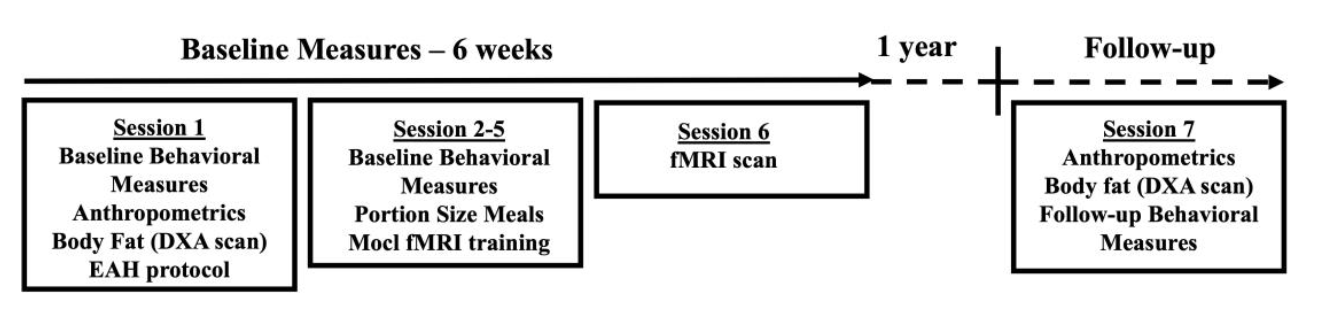 Baseline Measures – 6 weeks
1 year
Follow-up
Session 1
Baseline Behavioral
Measures
Anthropometrics
Body Fat (DXA scan)
EAH protocol
Session 2-5
Baseline Behavioral
Measures
Portion Size Meals
Mocl fMRI training
Session 6
fMRI scan
Session 7
Anthropometrics
Body fat (DXA scan)
Follow-up Behavioral
Measures